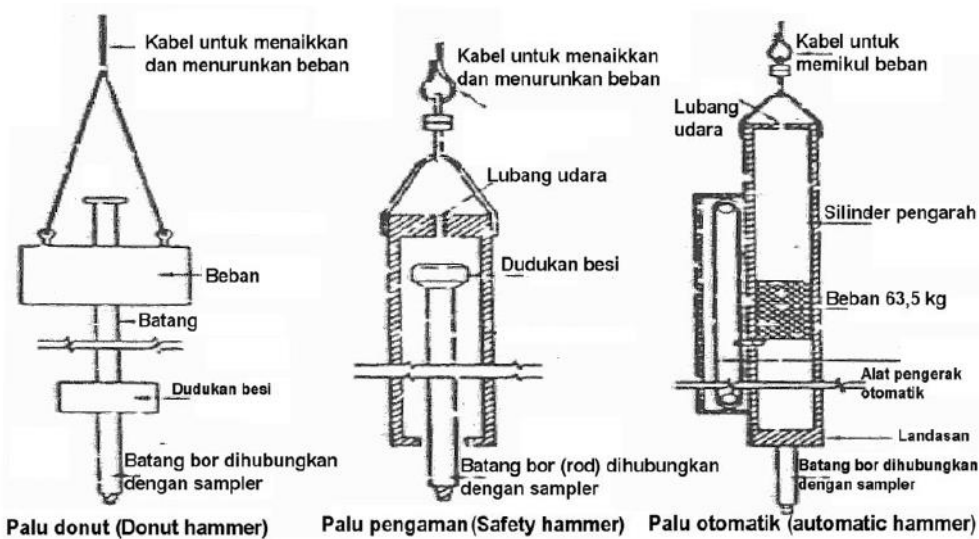 Kabel untuk menaikkan
dan menurunkan beban
Beban
Batang
Dudukan besi
Batang bor dihubungkan
dengan sampler
Palu donut (Donut hammer)
Kabel untuk menaikkan
dan menurunkan beban
Lubang udara
Dudukan besi
Batang bor (rod) dihubungkan
dengan sampler
Palu pengaman (Safety hammer)
Kabel untuk
memikul beban
Lubang
udara
Silinder pengarah
Beban 63,5 kg
Alat pengerak
otomatik
Landasan
Batang bor dihubungkan
dengan sampler
Palu otomatik (automatic hammer)